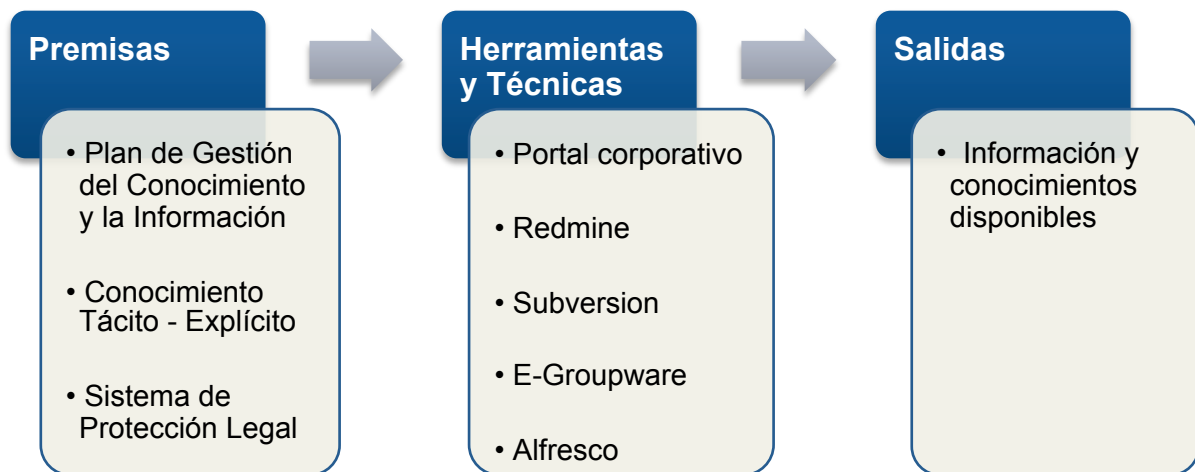 Premisas
• Plan de Gestión
del Conocimiento
y la Información
• Conocimiento
Tácito - Explícito
• Sistema de
Protección Legal
Herramientas
y Técnicas
• Portal corporativo
• Redmine
• Subversion
• E-Groupware
• Alfresco
Salidas
• Información y
conocimientos
disponibles